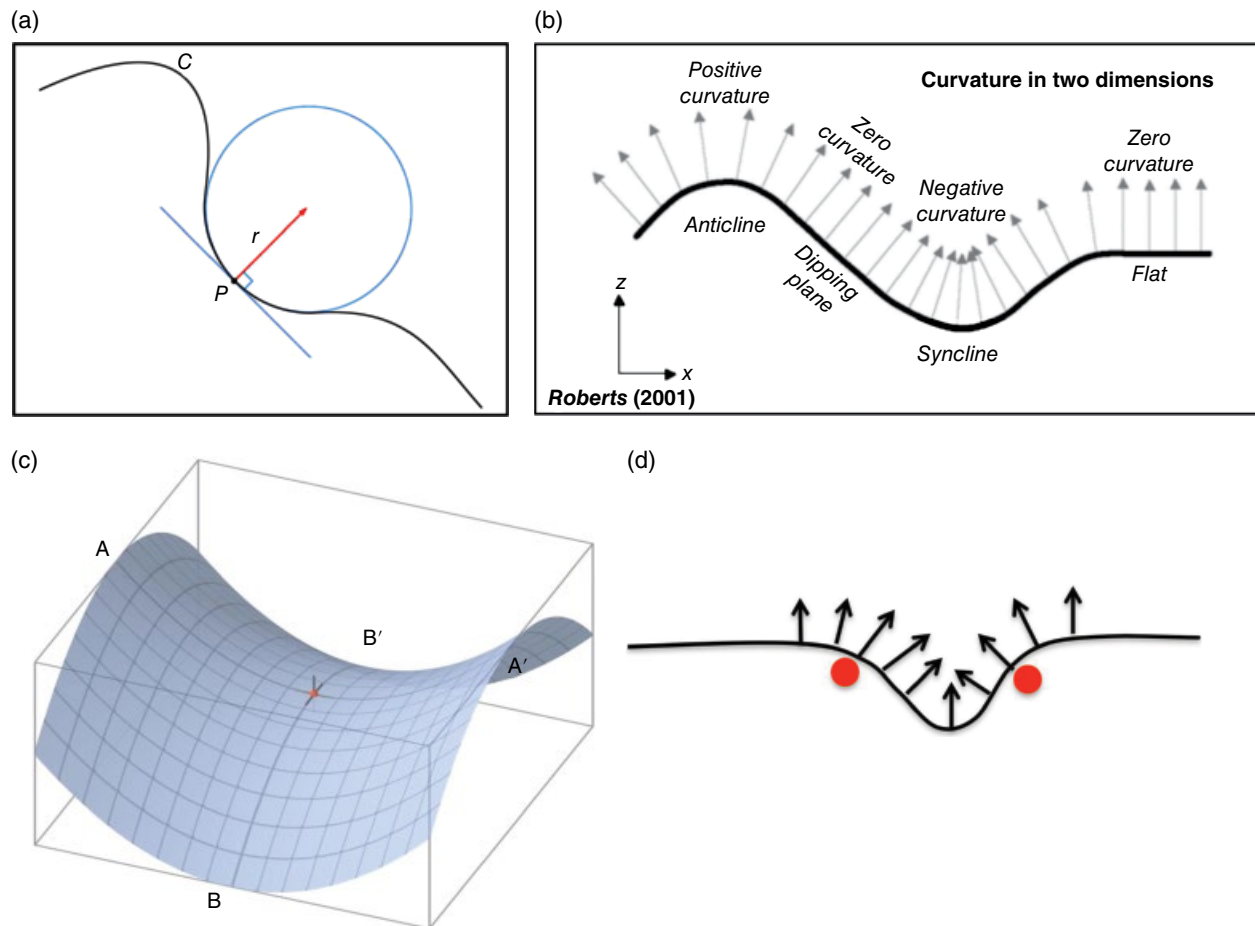 (a)
C
r
P
(b)
Curvature in two dimensions
Positive
curvature
Zero
curvature
Zero
curvature
Negative
curvature
Anticline
Dipping
plane
Flat
Syncline
z
x
Roberts (2001)
(c)
A
B′
A′
B
(d)